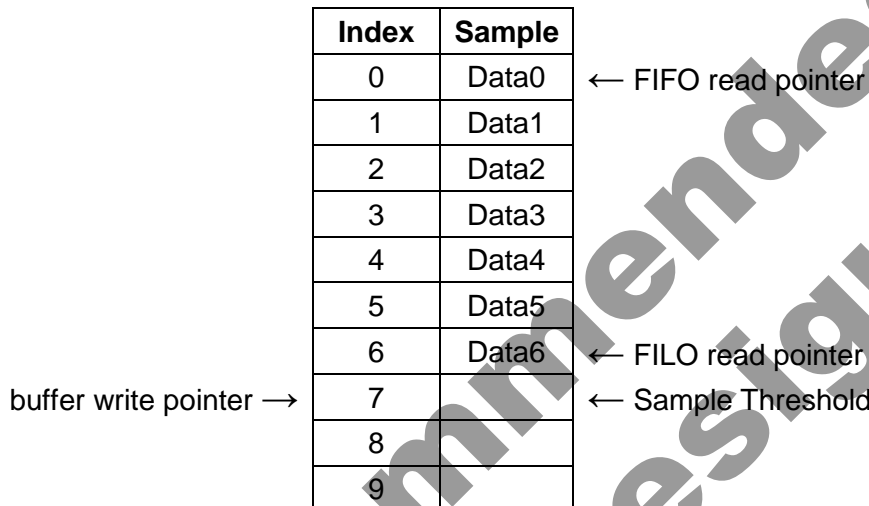 Index Sample
0 Data0 ← FIFO read pointer
1 Data1
2 Data2
3 Data3
4 Data4
5 Data5
6 Data6 ← FILO read pointer
buffer write pointer → 7 ← Sample Threshold
8
9